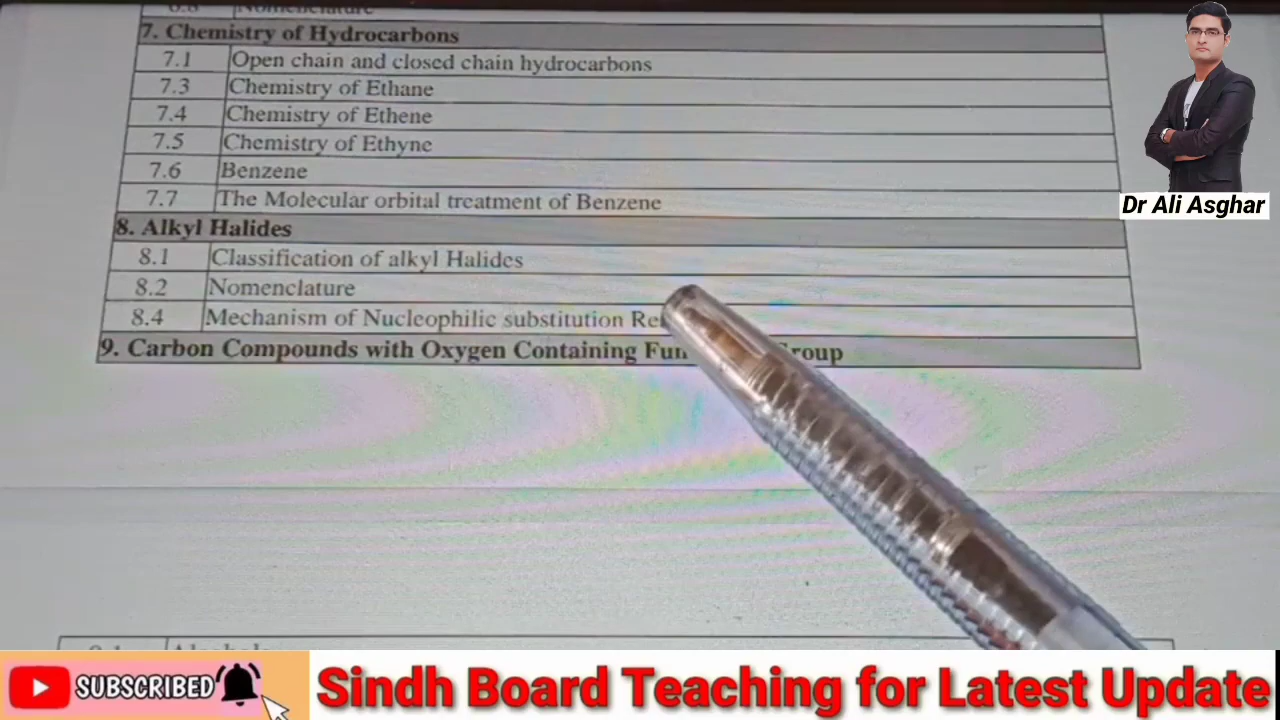 6.8 Nomenclature
7. Chemistry of Hydrocarbons
7.1 Open chain and closed chain hydrocarbons
7.3 Chemistry of Ethane
7.4 Chemistry of Ethene
7.5 Chemistry of Ethyne
7.6 Benzene
7.7 The Molecular orbital treatment of Benzene
8. Alkyl Halides
8.1 Classification of alkyl Halides
8.2 Nomenclature
8.4 Mechanism of Nucleophilic substitution
9. Carbon Compounds with Oxygen Containing
Dr Ali Asghar
SUBSCRIBED
Sindh Board Teaching for Latest Update